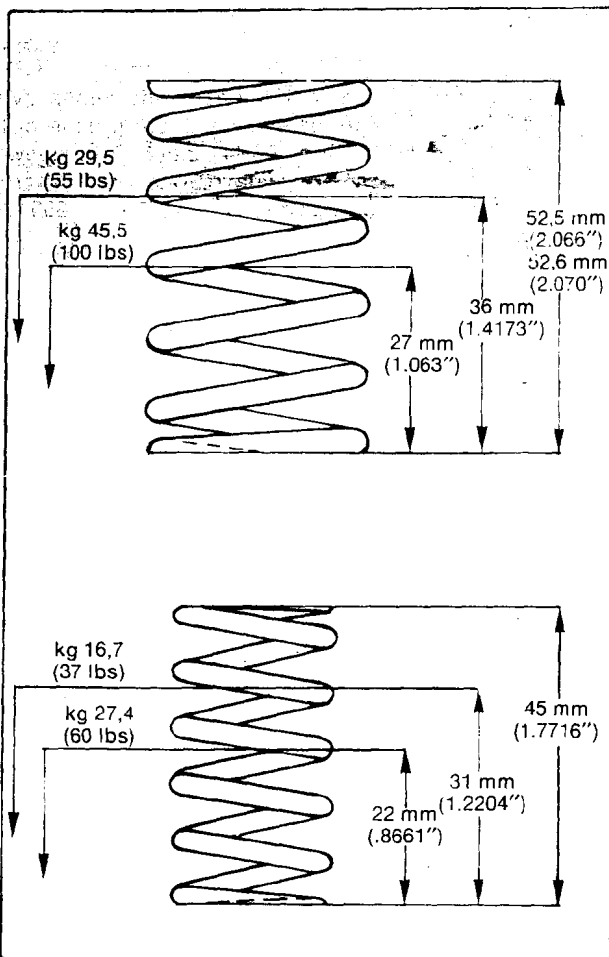 kg 29,5
(55 lbs)
kg 45,5
(100 lbs)
52,5 mm
(2.066″)
52,6 mm
(2.070″)
36 mm
(1.4173″)
27 mm
(1.063″)
kg 16,7
(37 lbs)
kg 27,4
(60 lbs)
45 mm
(1.7716″)
31 mm
(1.2204″)
22 mm
(.8661″)